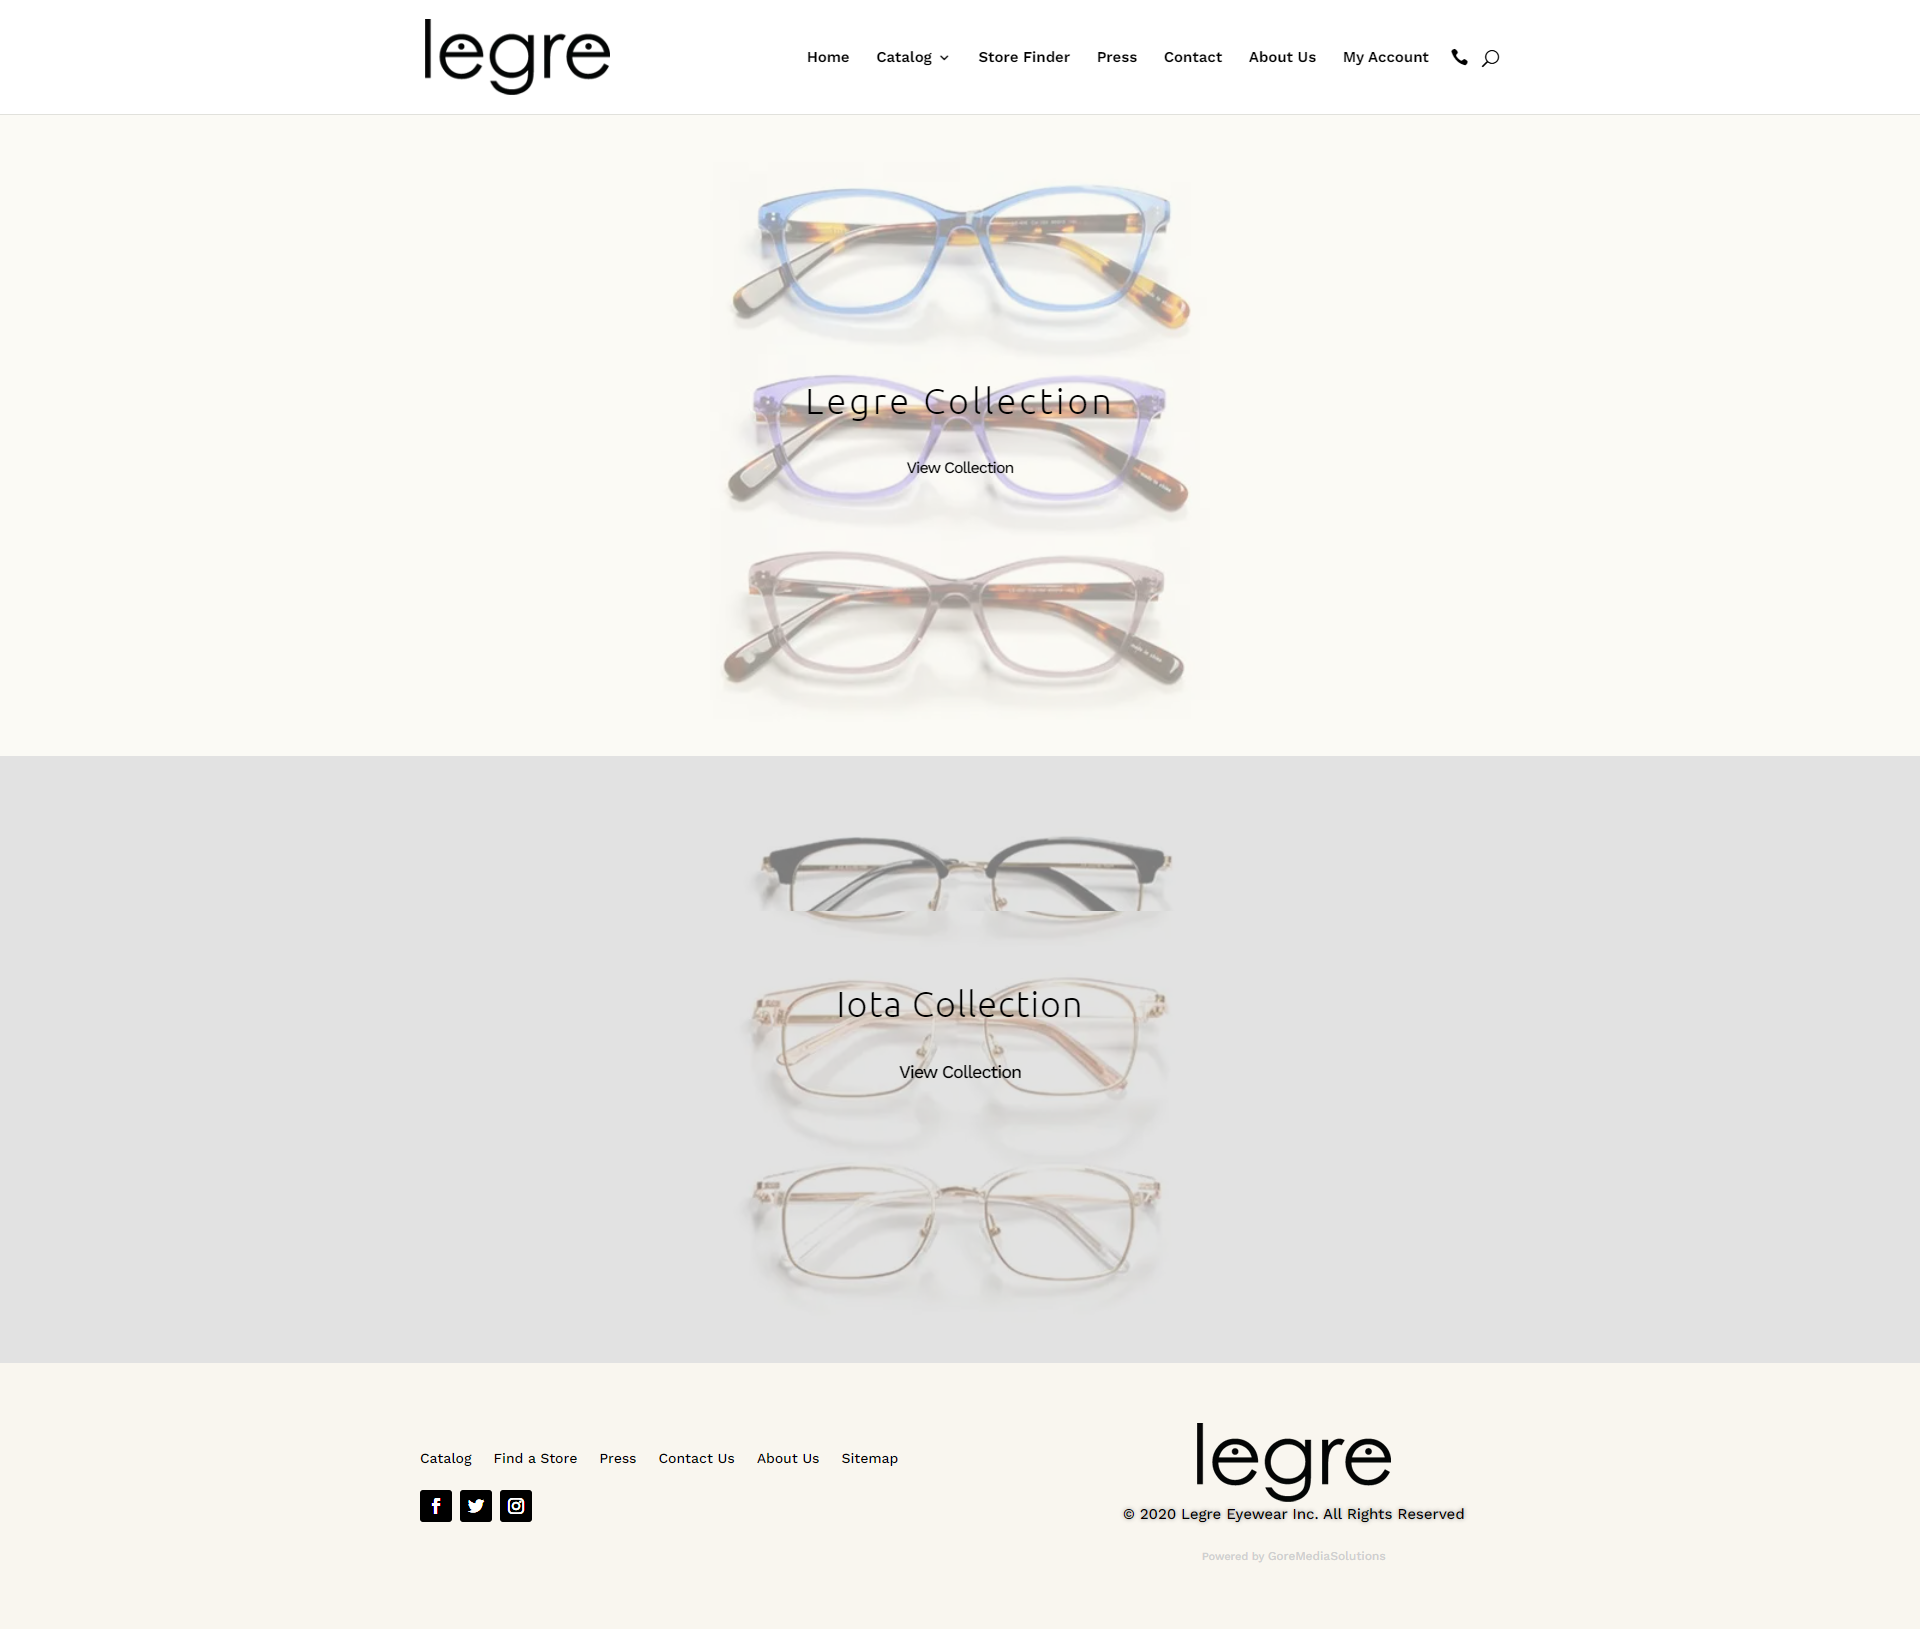 legre
Home Catalog Store Finder Press Contact About Us My Account
Legre Collection
View Collection
Iota Collection
View Collection
Catalog Find a Store Press Contact Us About Us Sitemap
legre
© 2020 Legre Eyewear Inc. All Rights Reserved
Powered by GoreMediaSolutions